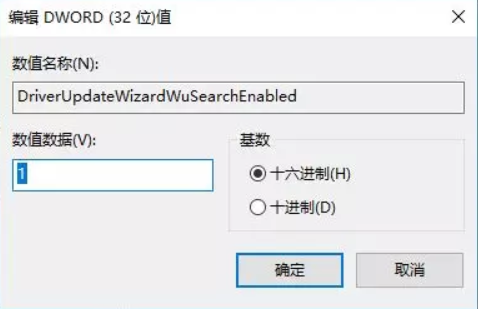 编辑 DWORD (32 位)值
数值名称(N):
DriverUpdateWizardWuSearchEnabled
数值数据(V):
1
基数
十六进制(H)
十进制(D)
确定
取消